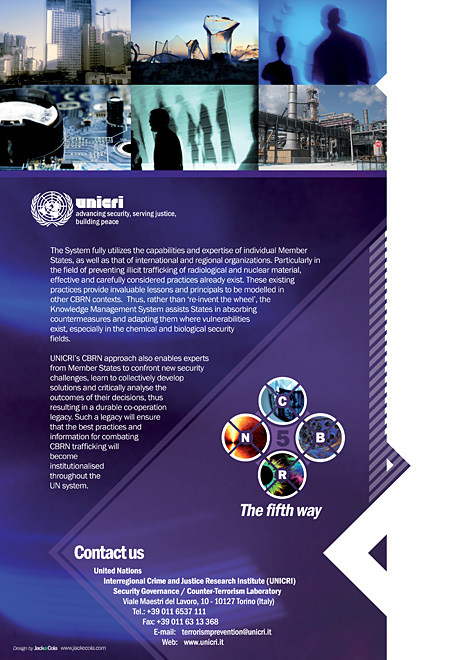 unicri
advancing security, serving justice,
building peace
The System fully utilizes the capabilities and expertise of individual Member
States, as well as that of international and regional organizations. Particularly in
the field of preventing illicit trafficking of radiological and nuclear material,
effective and carefully considered practices already exist. These existing
practices provide invaluable lessons and principals to be modelled in
other CBRN contexts.  Thus, rather than 're-invent the wheel', the
Knowledge Management System assists States in absorbing
countermeasures and adapting them where vulnerabilities
exist, especially in the chemical and biological security
fields.
UNICRI's CBRN approach also enables experts
from Member States to confront new security
challenges, learn to collectively develop
solutions and critically analyse the
outcomes of their decisions, thus
resulting in a durable co-operation
legacy. Such a legacy will ensure
that the best practices and
information for combating
CBRN trafficking will
become
institutionalised
throughout the
UN system.
C
N 5 B
R
The fifth way
Contact us
United Nations
Interregional Crime and Justice Research Institute (UNICRI)
Security Governance / Counter-Terrorism Laboratory
Viale Maestri del Lavoro, 10 - 10127 Torino (Italy)
Tel.: +39 011 6537 111
Fax: +39 011 63 13 368
E-mail: terrorismprevention@unicri.it
Web: www.unicri.it
Design by Jack&Cola www.jackecola.com